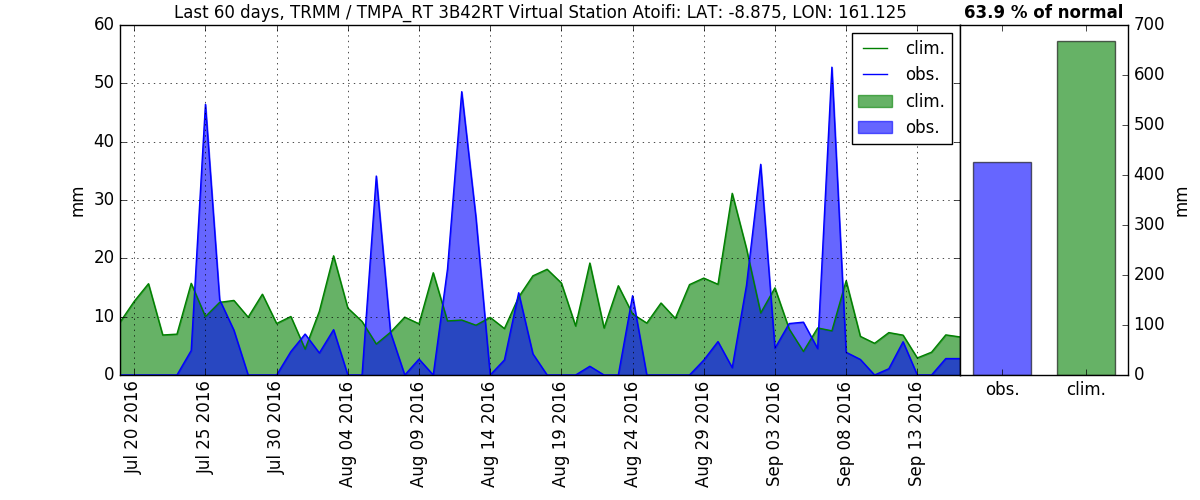 Last 60 days, TRMM / TMPA_RT 3B42RT Virtual Station Atoifi: LAT: -8.875, LON: 161.125
63.9 % of normal
60
50
40
30
20
10
0
mm
clim.
obs.
clim.
obs.
700
600
500
400
300
200
100
0
mm
Jul 20 2016
Jul 25 2016
Jul 30 2016
Aug 04 2016
Aug 09 2016
Aug 14 2016
Aug 19 2016
Aug 24 2016
Aug 29 2016
Sep 03 2016
Sep 08 2016
Sep 13 2016
obs.
clim.